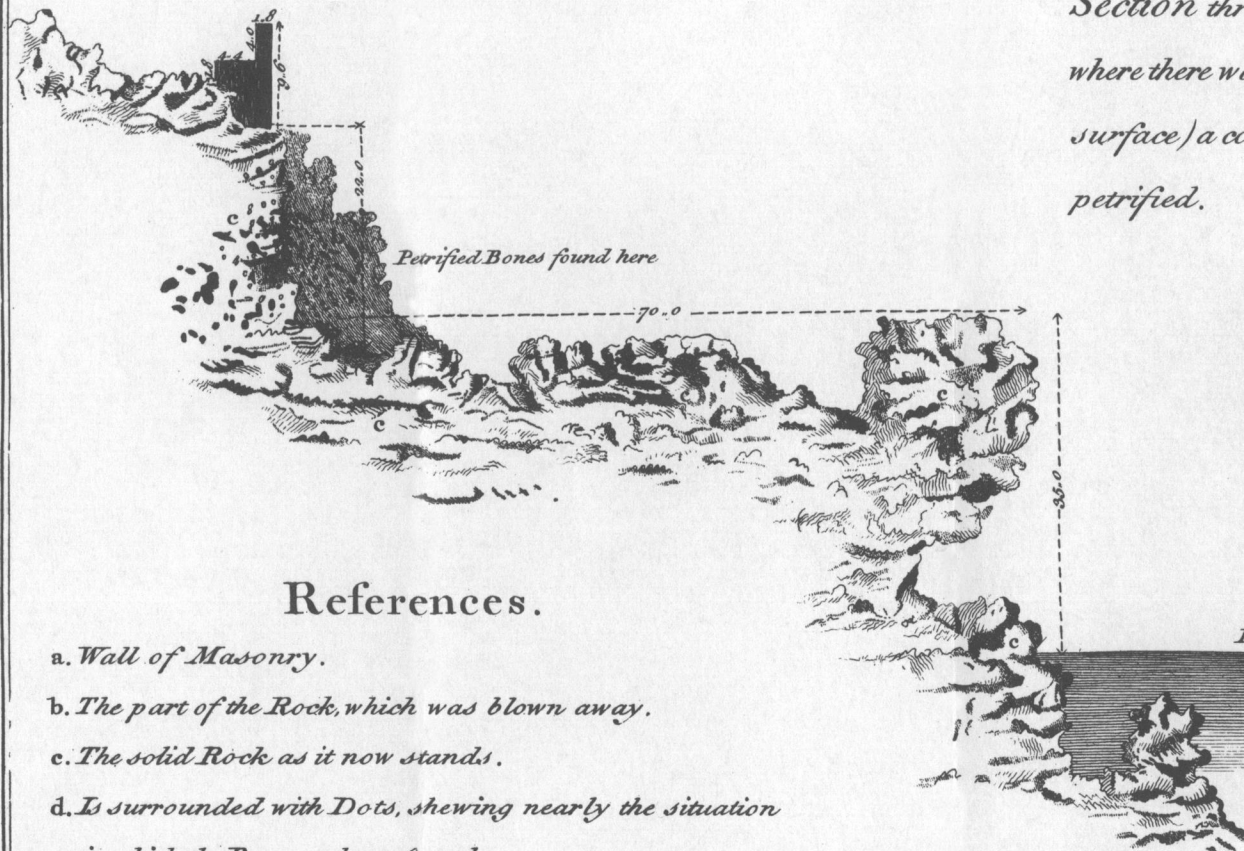 Section
where there
surface) a
petrified.
1.8
4.0
4.4
9.6
22.0
c
Petrified Bones found here
70.0
c
c
35.0
c
References.
a. Wall of Masonry.
b. The part of the Rock, which was blown away.
c. The solid Rock as it now stands.
d. Is surrounded with Dots, shewing nearly the situation